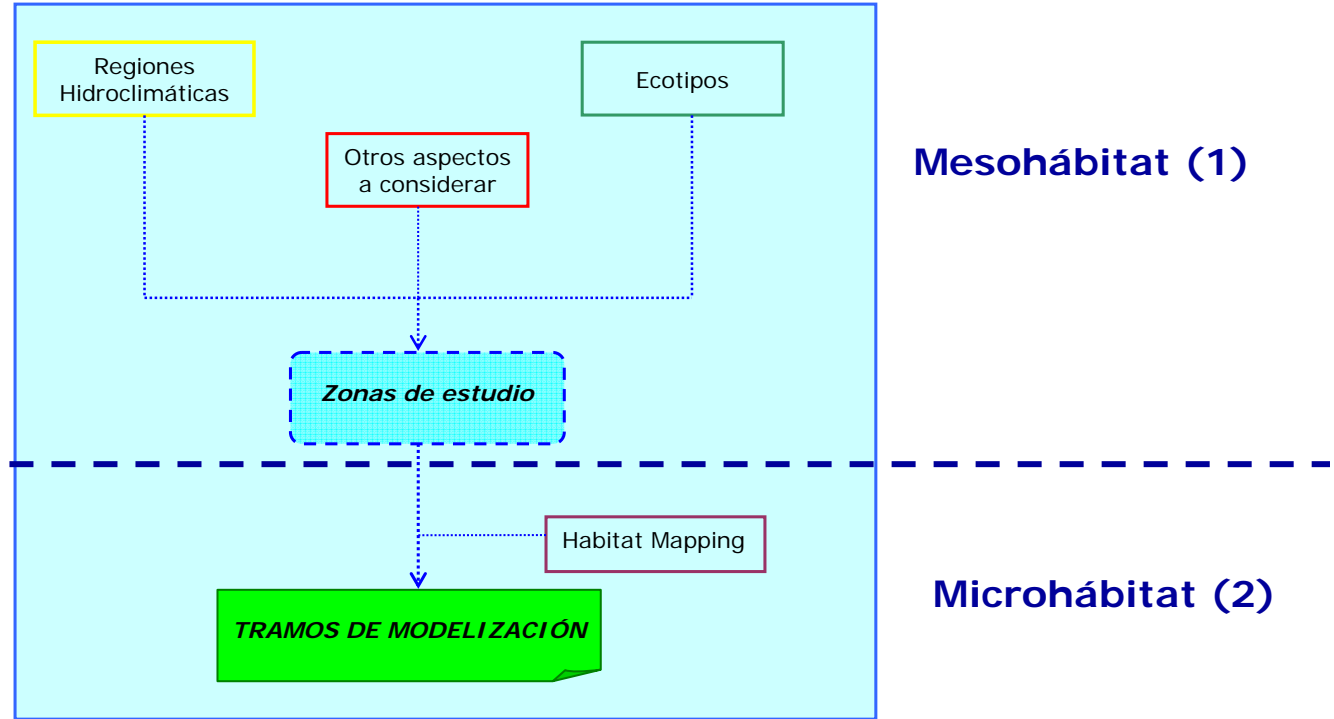 Regiones
Hidroclimáticas
Ecotipos
Otros aspectos
a considerar
Mesohábitat (1)
Zonas de estudio
Habitat Mapping
Microhábitat (2)
TRAMOS DE MODELIZACIÓN